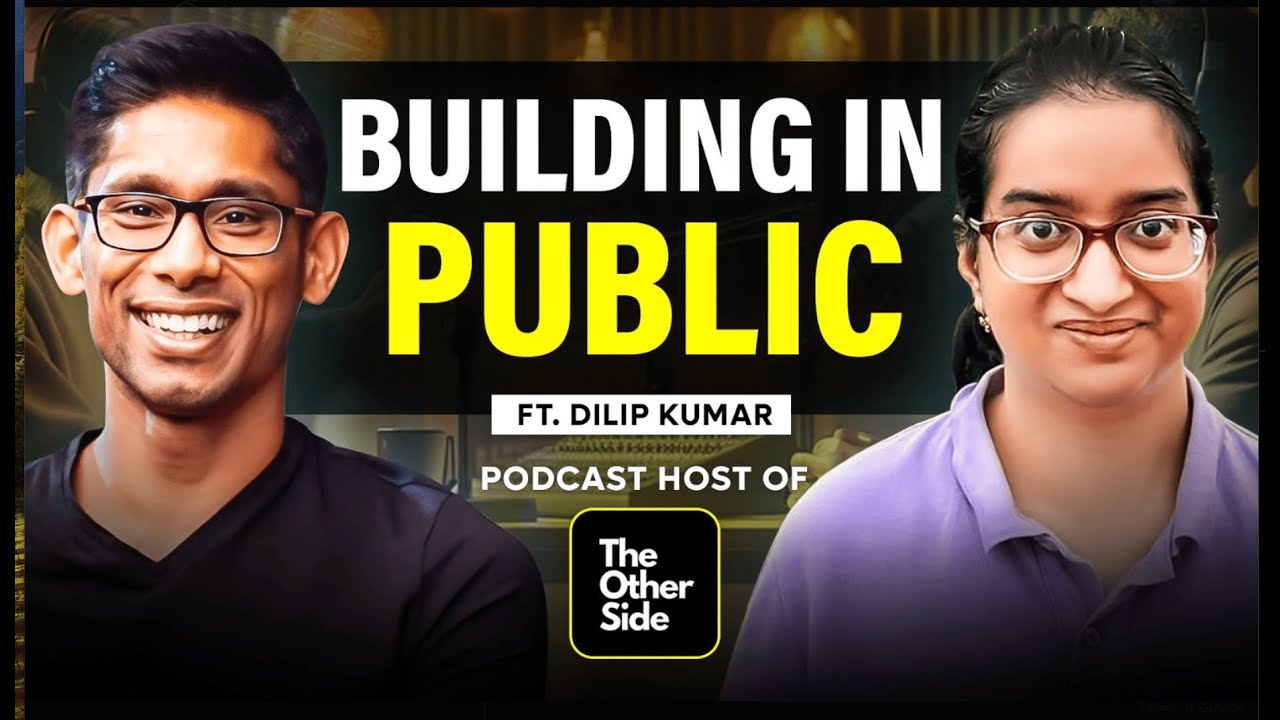 BUILDING IN
PUBLIC
FT. DILIP KUMAR
PODCAST HOST OF
The
Other
Side